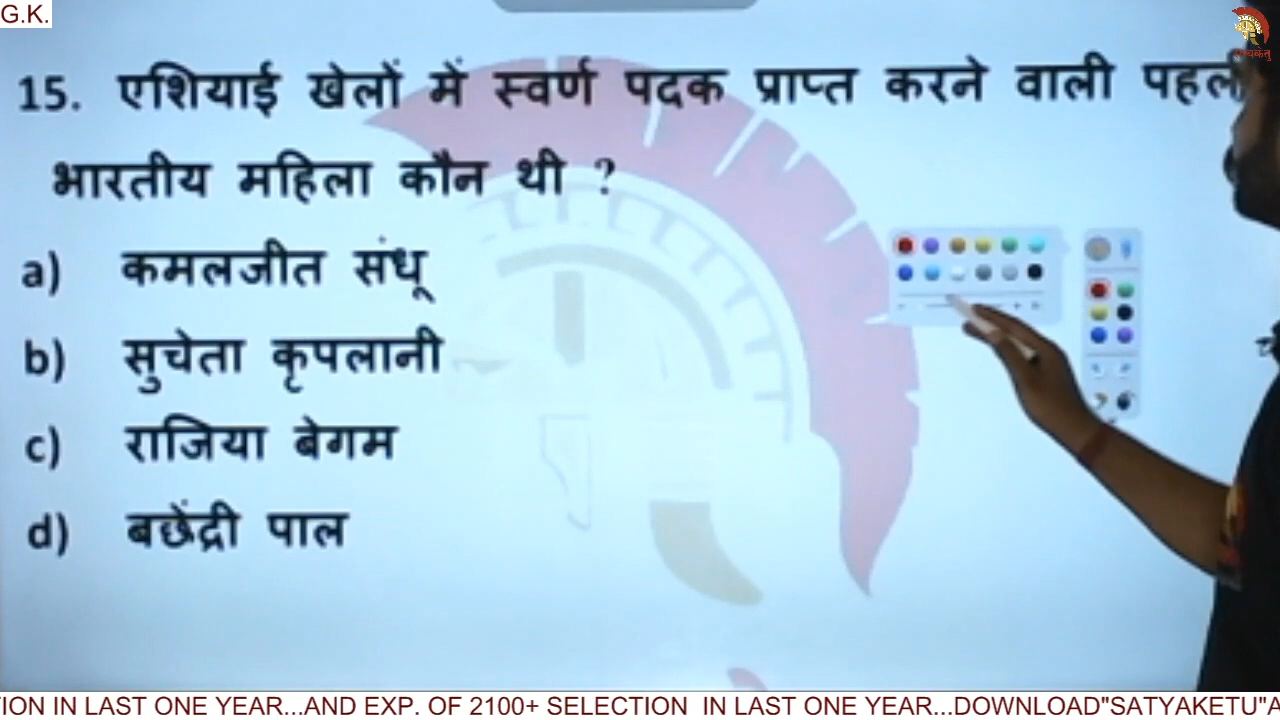 G.K.
15. एशियाई खेलों में स्वर्ण पदक प्राप्त करने वाली पहली
भारतीय महिला कौन थी ?
a) कमलजीत संधू
b) सुचेता कृपलानी
c) राजिया बेगम
d) बछेंद्री पाल
ION IN LAST ONE YEAR...AND EXP. OF 2100+ SELECTION IN LAST ONE YEAR...DOWNLOAD"SATYAKETU"A